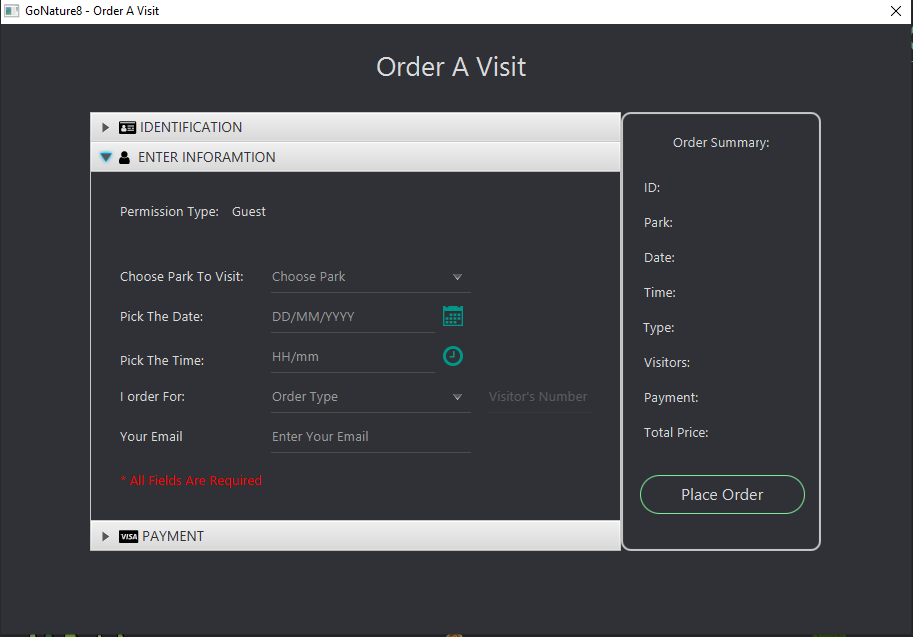 GoNature8 - Order A Visit
Order A Visit
IDENTIFICATION
ENTER INFORAMTION
Permission Type: Guest
Choose Park To Visit: Choose Park
Pick The Date: DD/MM/YYYY
Pick The Time: HH/mm
I order For: Order Type Visitor's Number
Your Email Enter Your Email
* All Fields Are Required
VISA PAYMENT
Order Summary:
ID:
Park:
Date:
Time:
Type:
Visitors:
Payment:
Total Price:
Place Order